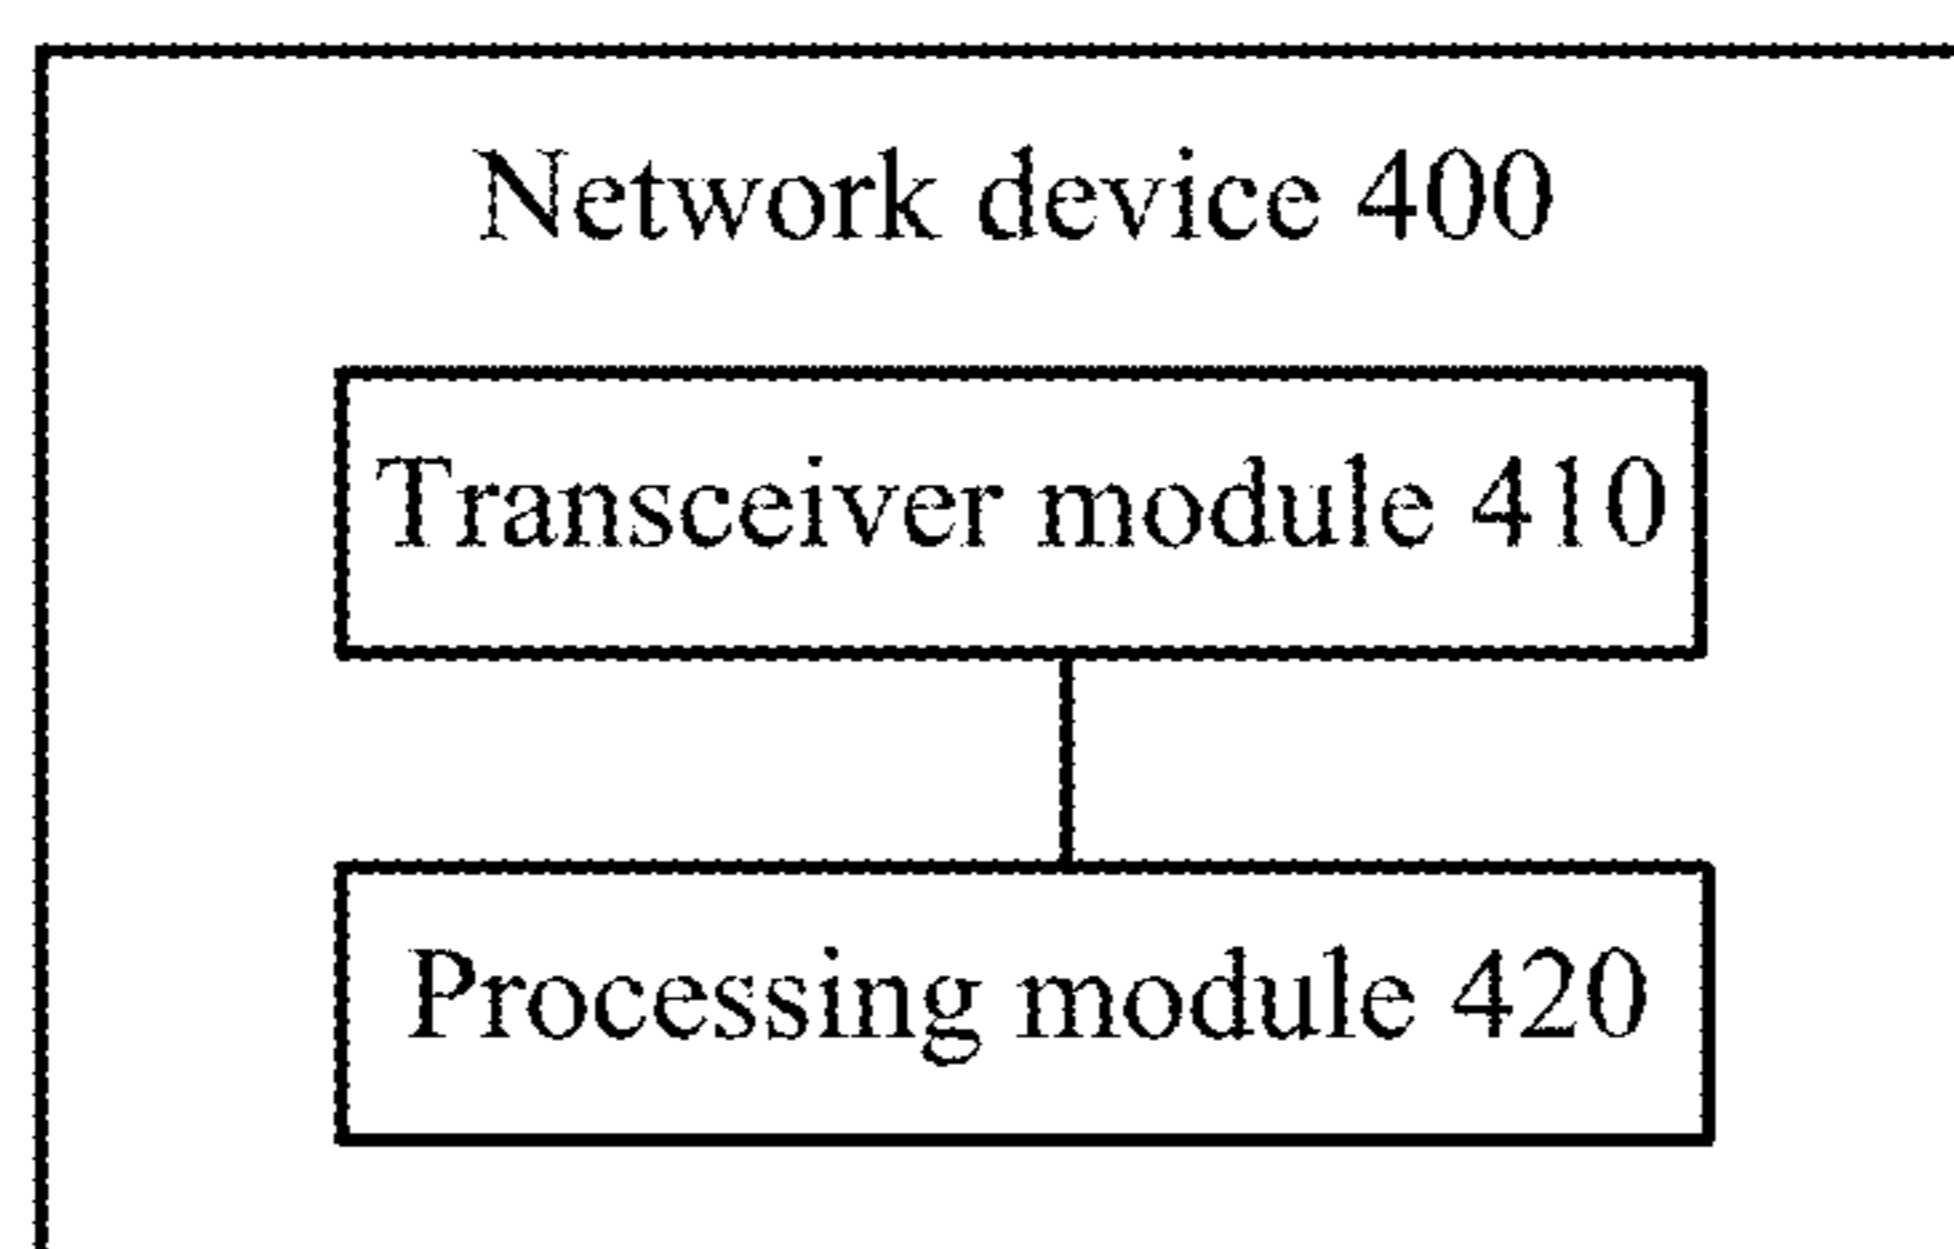 Network device 400
Transceiver module 410
Processing module 420